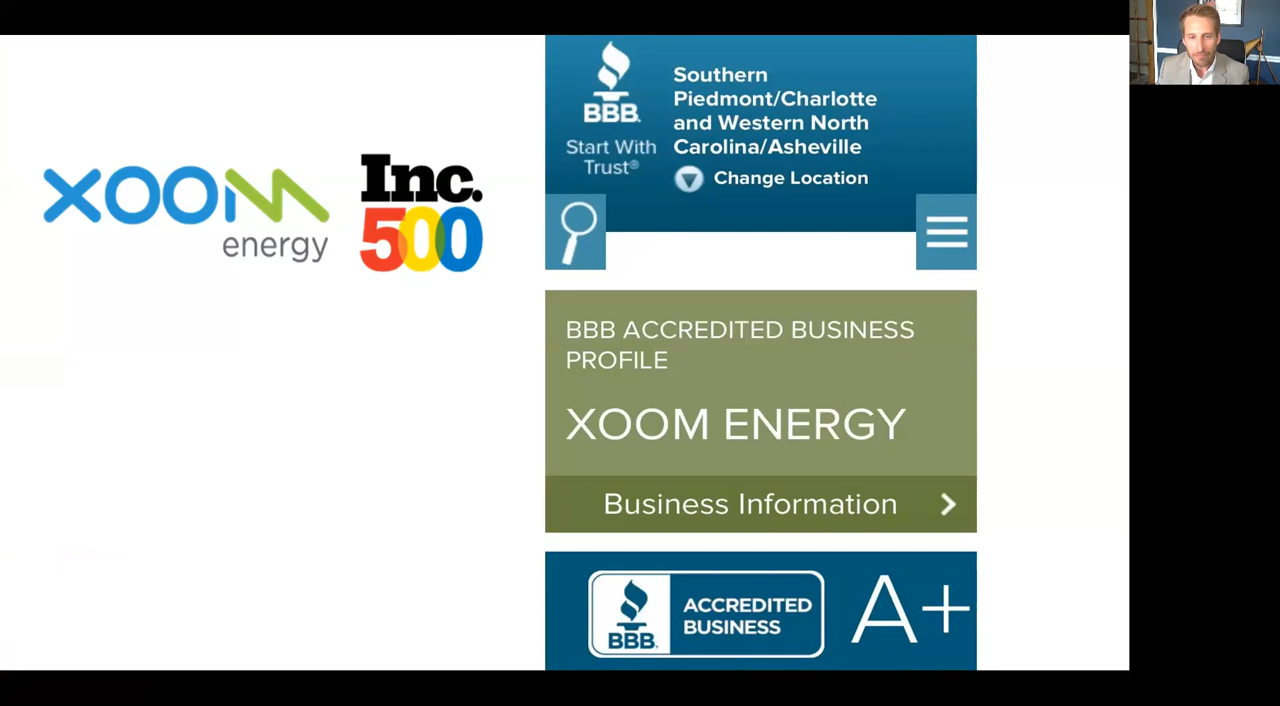 XOOM
energy
Inc.
500
BBB.
Start With
Trust®
Southern
Piedmont/Charlotte
and Western North
Carolina/Asheville
Change Location
BBB ACCREDITED BUSINESS
PROFILE
XOOM ENERGY
Business Information
BBB.
ACCREDITED
BUSINESS
A+